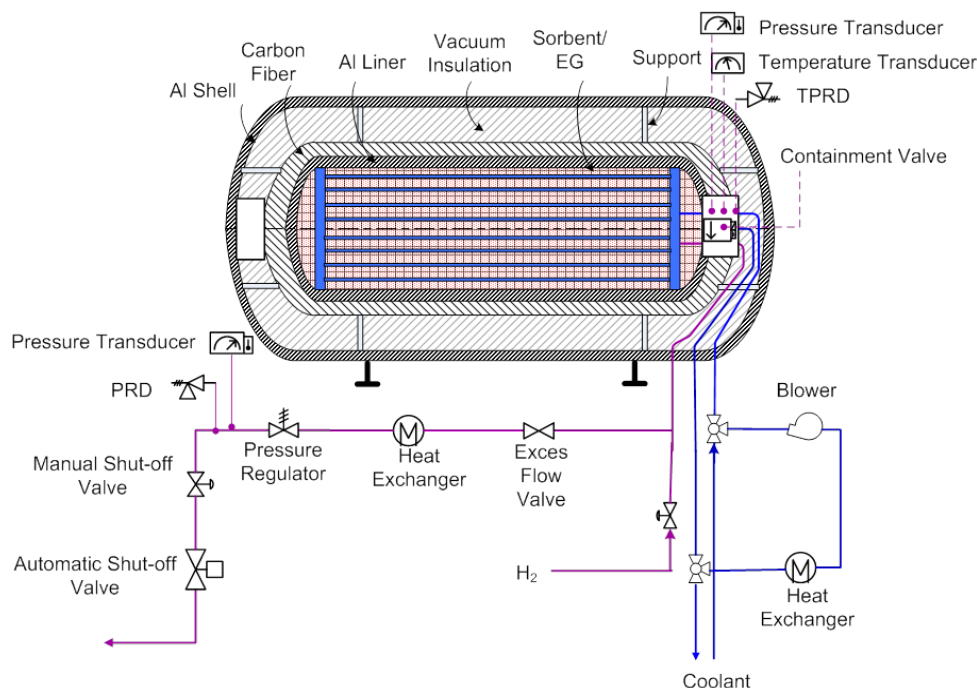 Pressure Transducer
Temperature Transducer
TPRD
Containment Valve
Vacuum
Insulation
Sorbent/
EG
Support
Carbon
Fiber
Al Liner
Al Shell
Pressure Transducer
PRD
Manual Shut-off
Valve
Automatic Shut-off
Valve
Pressure
Regulator
M
Heat
Exchanger
Exces
Flow
Valve
H2
Blower
M
Heat
Exchanger
Coolant